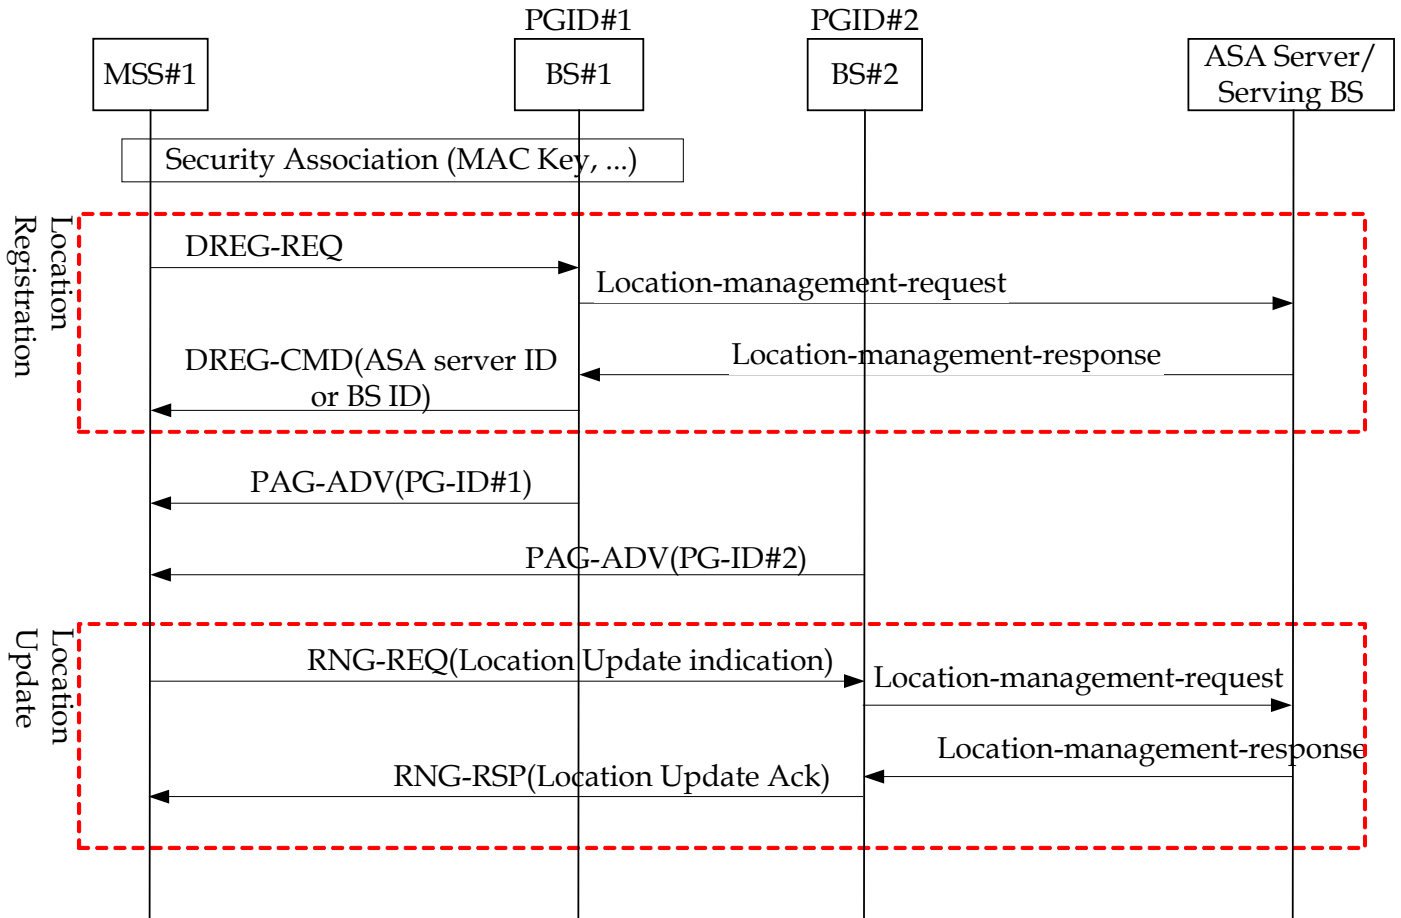 PGID#1
PGID#2
MSS#1
BS#1
BS#2
ASA Server/
Serving BS
Security Association (MAC Key, ...)
Location
Registration
DREG-REQ
Location-management-request
Location-management-response
DREG-CMD(ASA server ID
or BS ID)
PAG-ADV(PG-ID#1)
PAG-ADV(PG-ID#2)
Location
Update
RNG-REQ(Location Update indication)
Location-management-request
Location-management-response
RNG-RSP(Location Update Ack)